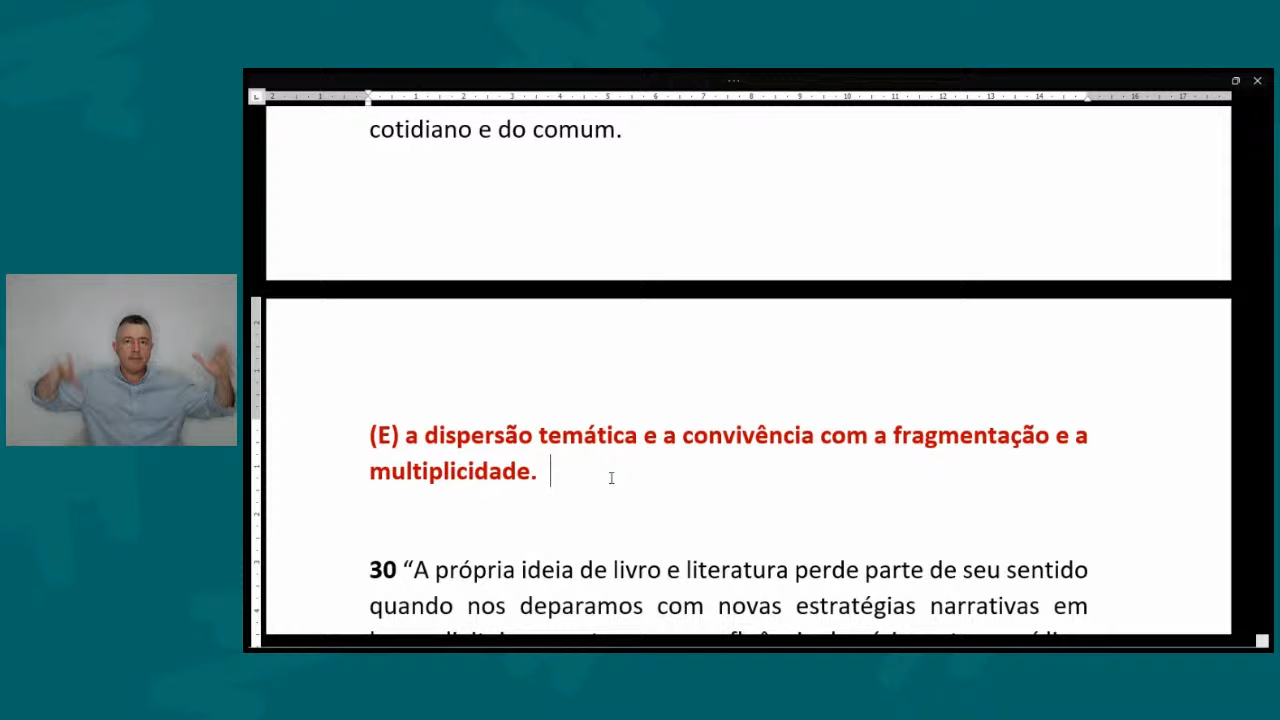 cotidiano e do comum.
(E) a dispersão temática e a convivência com a fragmentação e a
multiplicidade.
30 “A própria ideia de livro e literatura perde parte de seu sentido
quando nos deparamos com novas estratégias narrativas em